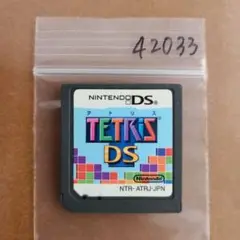 42033
NINTENDO DS
テトリス
TETRIS
DS
Nintendo
NTR-ATRJ-JPN